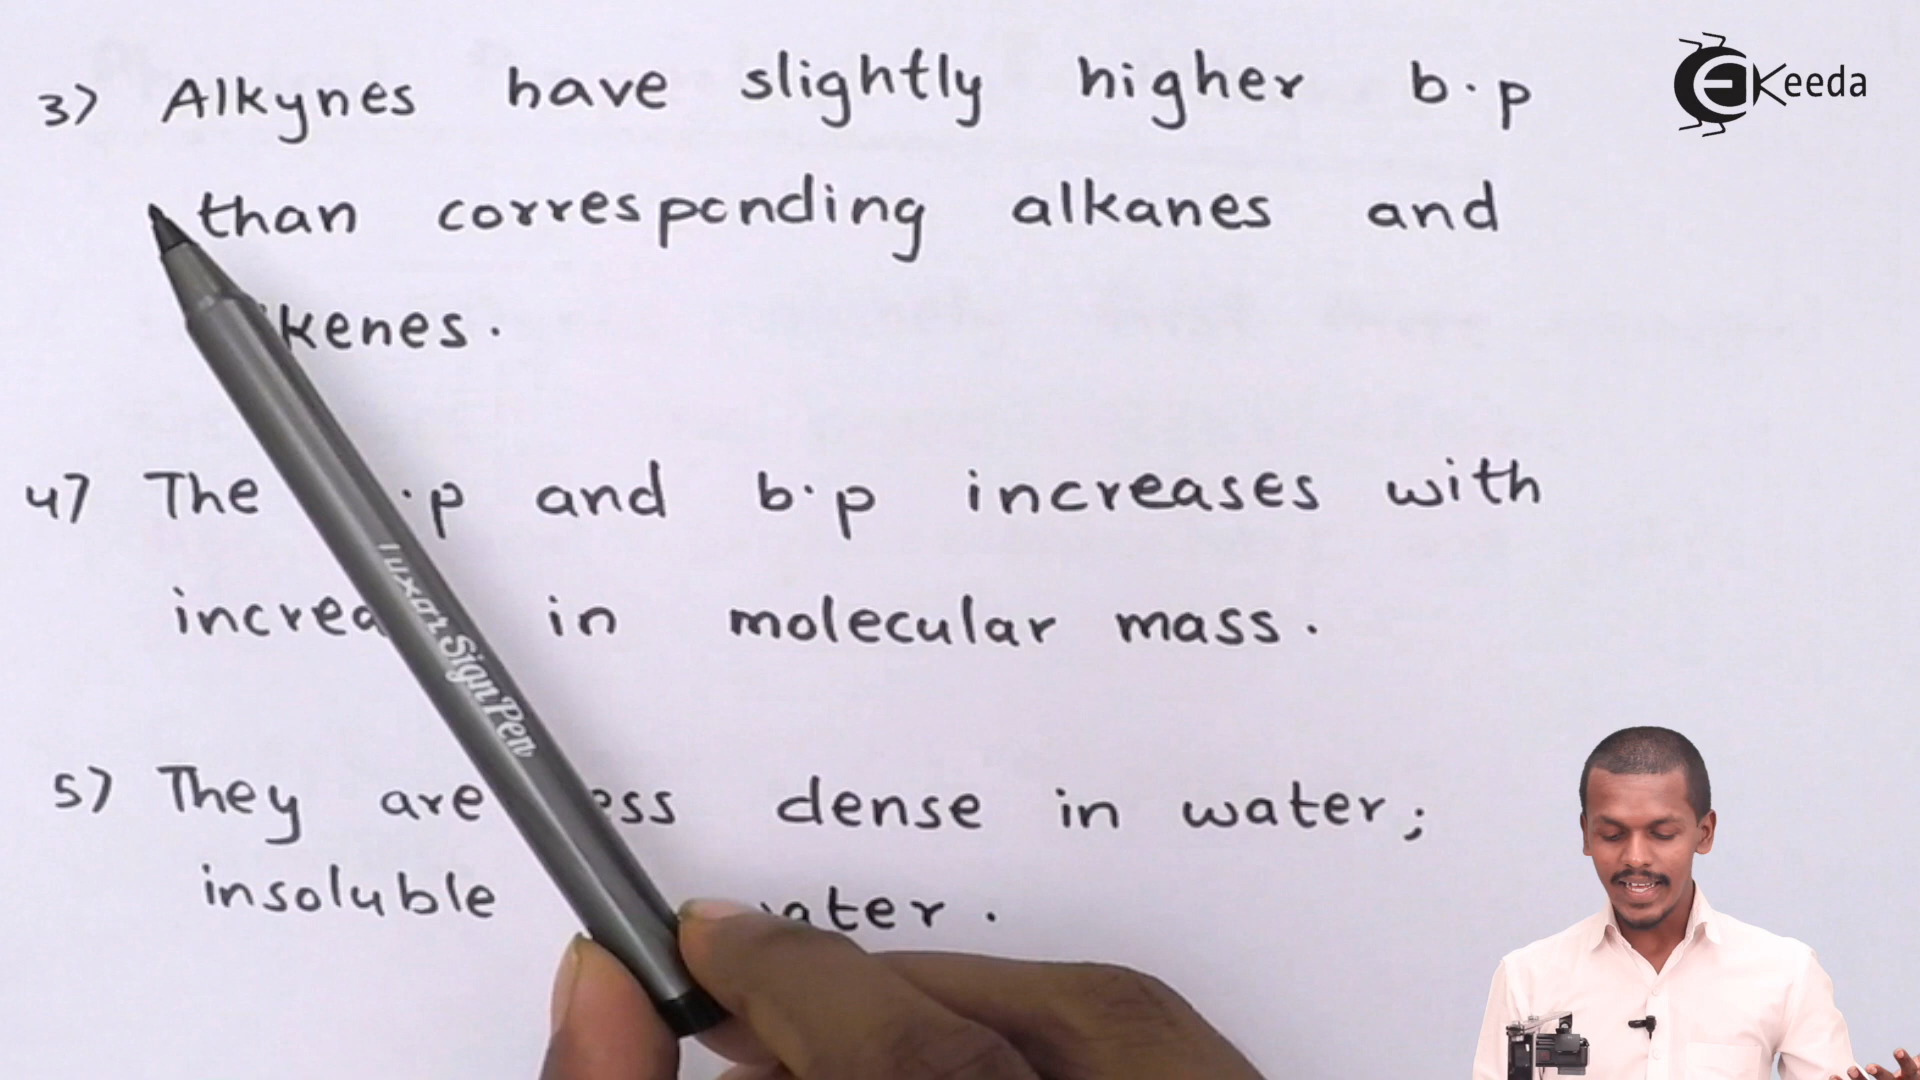 3) Alkynes have slightly higher b.p
than corresponding alkanes and
kenes.
4) The .p and b.p increases with
increa in molecular mass.
5) They are ess dense in water;
insoluble ater.
Luxor Sign Pen
EKeeda